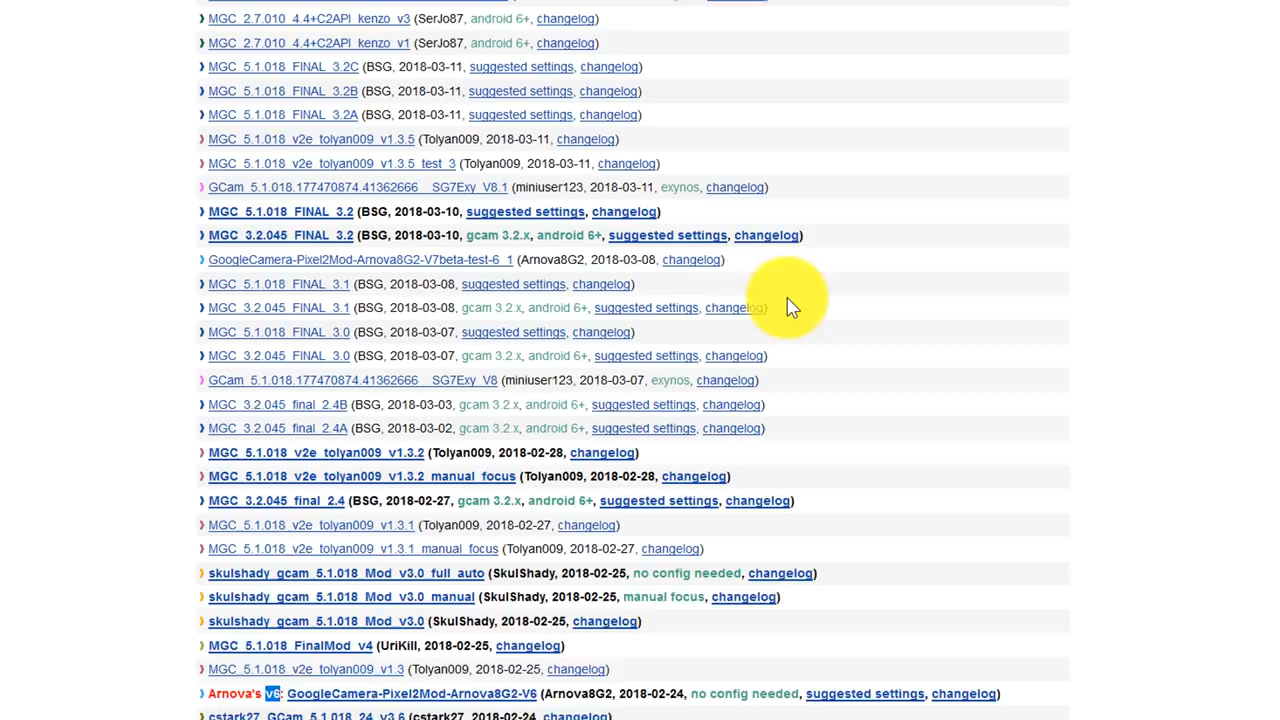 MGC_2.7.010_4.4+C2API_kenzo_v3 (SerJo87, android 6+, changelog)
MGC_2.7.010_4.4+C2API_kenzo_v1 (SerJo87, android 6+, changelog)
MGC_5.1.018_FINAL_3.2C (BSG, 2018-03-11, suggested settings, changelog)
MGC_5.1.018_FINAL_3.2B (BSG, 2018-03-11, suggested settings, changelog)
MGC_5.1.018_FINAL_3.2A (BSG, 2018-03-11, suggested settings, changelog)
MGC_5.1.018_v2e_tolyan009_v1.3.5 (Tolyan009, 2018-03-11, changelog)
MGC_5.1.018_v2e_tolyan009_v1.3.5_test_3 (Tolyan009, 2018-03-11, changelog)
GCam_5.1.018.177470874.41362666__SG7Exy_V8.1 (miniuser123, 2018-03-11, exynos, changelog)
MGC_5.1.018_FINAL_3.2 (BSG, 2018-03-10, suggested settings, changelog)
MGC_3.2.045_FINAL_3.2 (BSG, 2018-03-10, gcam 3.2.x, android 6+, suggested settings, changelog)
GoogleCamera-Pixel2Mod-Arnova8G2-V7beta-test-6_1 (Arnova8G2, 2018-03-08, changelog)
MGC_5.1.018_FINAL_3.1 (BSG, 2018-03-08, suggested settings, changelog)
MGC_3.2.045_FINAL_3.1 (BSG, 2018-03-08, gcam 3.2.x, android 6+, suggested settings, changelog)
MGC_5.1.018_FINAL_3.0 (BSG, 2018-03-07, suggested settings, changelog)
MGC_3.2.045_FINAL_3.0 (BSG, 2018-03-07, gcam 3.2.x, android 6+, suggested settings, changelog)
GCam_5.1.018.177470874.41362666__SG7Exy_V8 (miniuser123, 2018-03-07, exynos, changelog)
MGC_3.2.045_final_2.4B (BSG, 2018-03-03, gcam 3.2.x, android 6+, suggested settings, changelog)
MGC_3.2.045_final_2.4A (BSG, 2018-03-02, gcam 3.2.x, android 6+, suggested settings, changelog)
MGC_5.1.018_v2e_tolyan009_v1.3.2 (Tolyan009, 2018-02-28, changelog)
MGC_5.1.018_v2e_tolyan009_v1.3.2_manual_focus (Tolyan009, 2018-02-28, changelog)
MGC_3.2.045_final_2.4 (BSG, 2018-02-27, gcam 3.2.x, android 6+, suggested settings, changelog)
MGC_5.1.018_v2e_tolyan009_v1.3.1 (Tolyan009, 2018-02-27, changelog)
MGC_5.1.018_v2e_tolyan009_v1.3.1_manual_focus (Tolyan009, 2018-02-27, changelog)
skulshady_gcam_5.1.018_Mod_v3.0_full_auto (SkulShady, 2018-02-25, no config needed, changelog)
skulshady_gcam_5.1.018_Mod_v3.0_manual (SkulShady, 2018-02-25, manual focus, changelog)
skulshady_gcam_5.1.018_Mod_v3.0 (SkulShady, 2018-02-25, changelog)
MGC_5.1.018_FinalMod_v4 (UriKill, 2018-02-25, changelog)
MGC_5.1.018_v2e_tolyan009_v1.3 (Tolyan009, 2018-02-25, changelog)
Arnova's v6: GoogleCamera-Pixel2Mod-Arnova8G2-V6 (Arnova8G2, 2018-02-24, no config needed, suggested settings, changelog)
cstark27_GCam_5.1.018_24_v3.6 (cstark27, 2018-02-24, changelog)